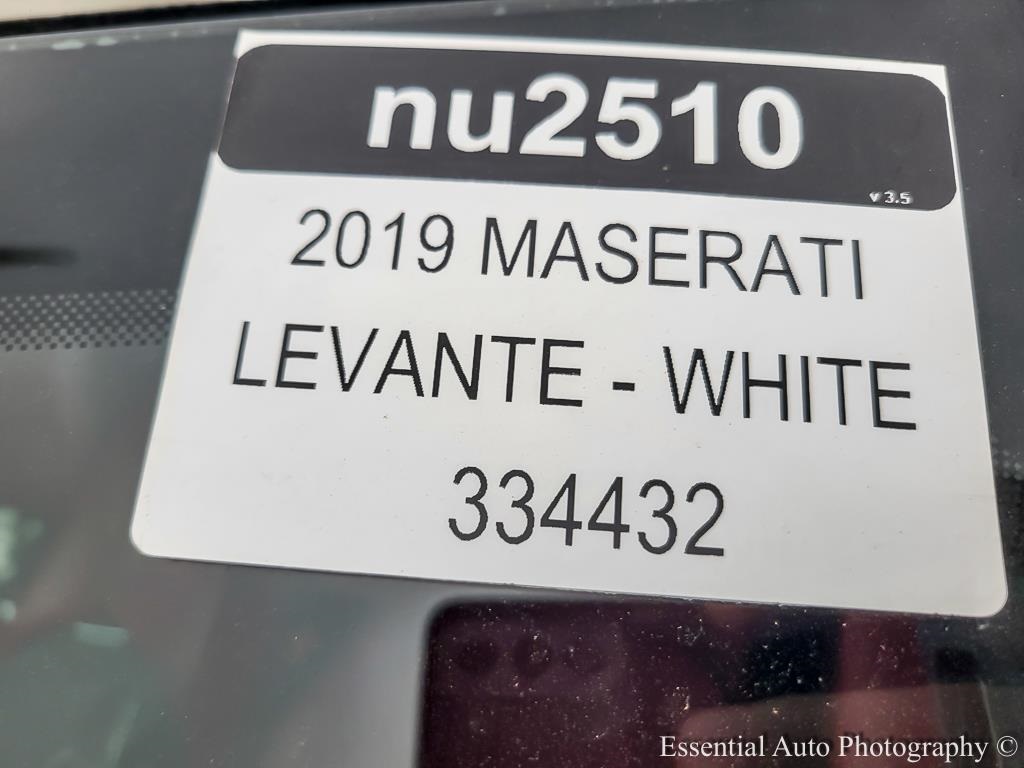 nu2510
v 3.5
2019 MASERATI
LEVANTE - WHITE
334432
Essential Auto Photography ©